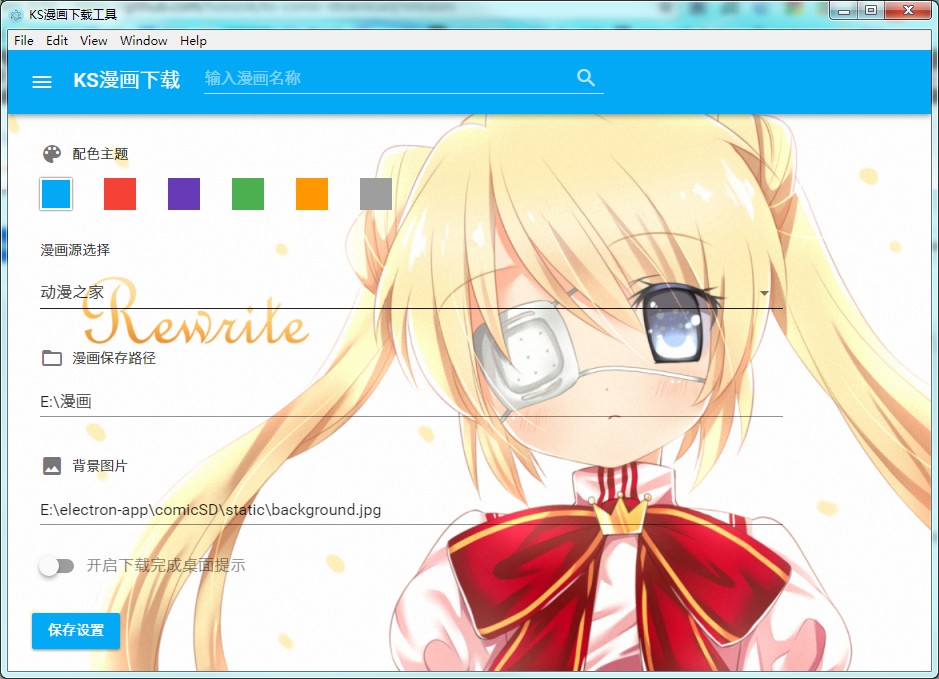 KS漫画下载工具
File Edit View Window Help
KS漫画下载 输入漫画名称
配色主题
漫画源选择
动漫之家
Rewrite
漫画保存路径
E:\漫画
背景图片
E:\electron-app\comicSD\static\background.jpg
开启下载完成桌面提示
保存设置